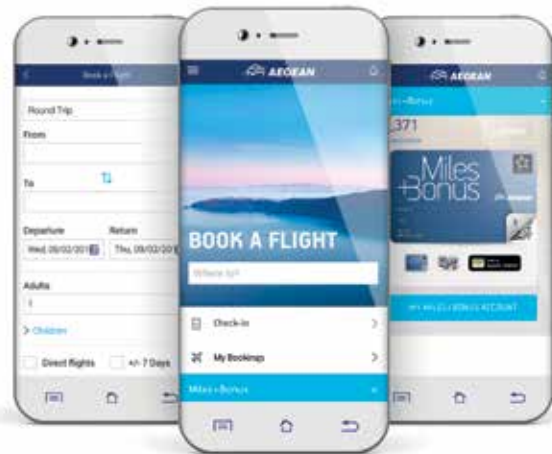 Book a Flight
Round Trip
From
To
Departure Return
Wed, 09/02/201 Thu, 09/02/201
Adults
1
> Children
Direct flights +/- 7 Days
AEGEAN
BOOK A FLIGHT
Where to?
Check-in
My Bookings
Miles+Bonus
AEGEAN
Miles+Bonus
,371
Miles
+Bonus
MY MILES+BONUS ACCOUNT